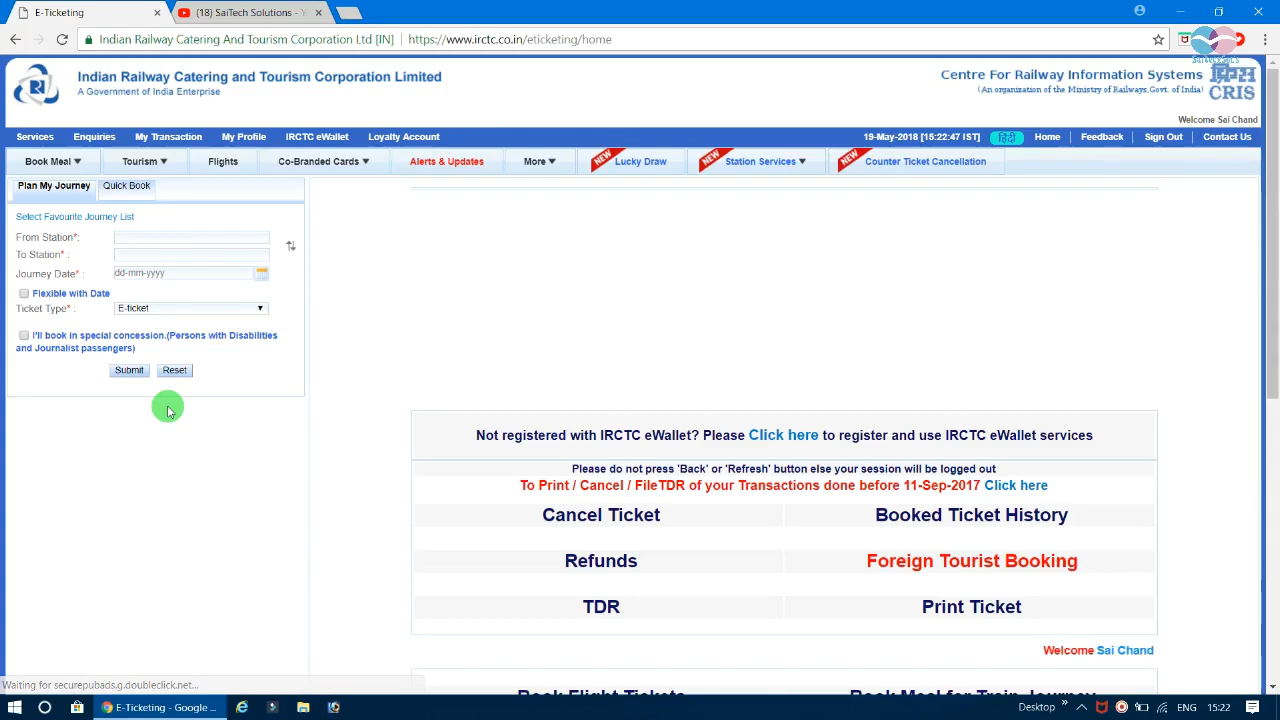 E-Ticketing
(18) SaiTech Solutions - Y
Indian Railway Catering And Tourism Corporation Ltd [IN] https://www.irctc.co.in/eticketing/home
Indian Railway Catering and Tourism Corporation Limited
A Government of India Enterprise
Centre For Railway Information Systems
(An organization of the Ministry of Railways,Govt. of India)
CRIS
Welcome Sai Chand
Services Enquiries My Transaction My Profile IRCTC eWallet Loyalty Account 19-May-2018 [15:22:47 IST] हिंदी Home Feedback Sign Out Contact Us
Book Meal Tourism Flights Co-Branded Cards Alerts & Updates More NEW Lucky Draw NEW Station Services NEW Counter Ticket Cancellation
Plan My Journey Quick Book
Select Favourite Journey List
From Station*:
To Station* :
Journey Date* : dd-mm-yyyy
Flexible with Date
Ticket Type* : E-ticket
I'll book in special concession.(Persons with Disabilities
and Journalist passengers)
Submit Reset
Not registered with IRCTC eWallet? Please Click here to register and use IRCTC eWallet services
Please do not press 'Back' or 'Refresh' button else your session will be logged out
To Print / Cancel / FileTDR of your Transactions done before 11-Sep-2017 Click here
Cancel Ticket Booked Ticket History
Refunds Foreign Tourist Booking
TDR Print Ticket
Welcome Sai Chand
Book Flight Tickets Book Meal for Train Journey
Waiting for securepubads.g.doubleclick.net...
E-Ticketing - Google ... Desktop ENG 15:22